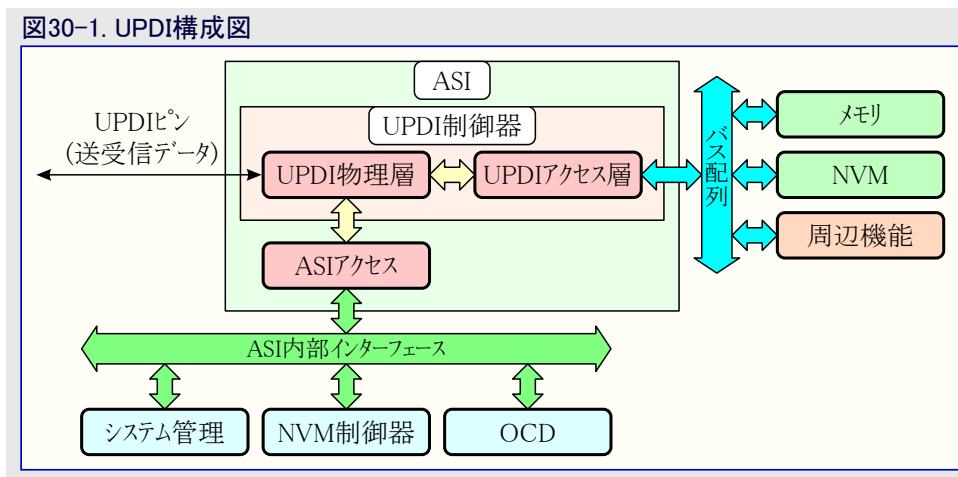 図30-1. UPDI構成図
ASI
UPDI制御器
UPDIピン
(送受信データ)
UPDI物理層
UPDIアクセス層
バス配列
メモリ
NVM
周辺機能
ASIアクセス
ASI内部インターフェース
システム管理
NVM制御器
OCD